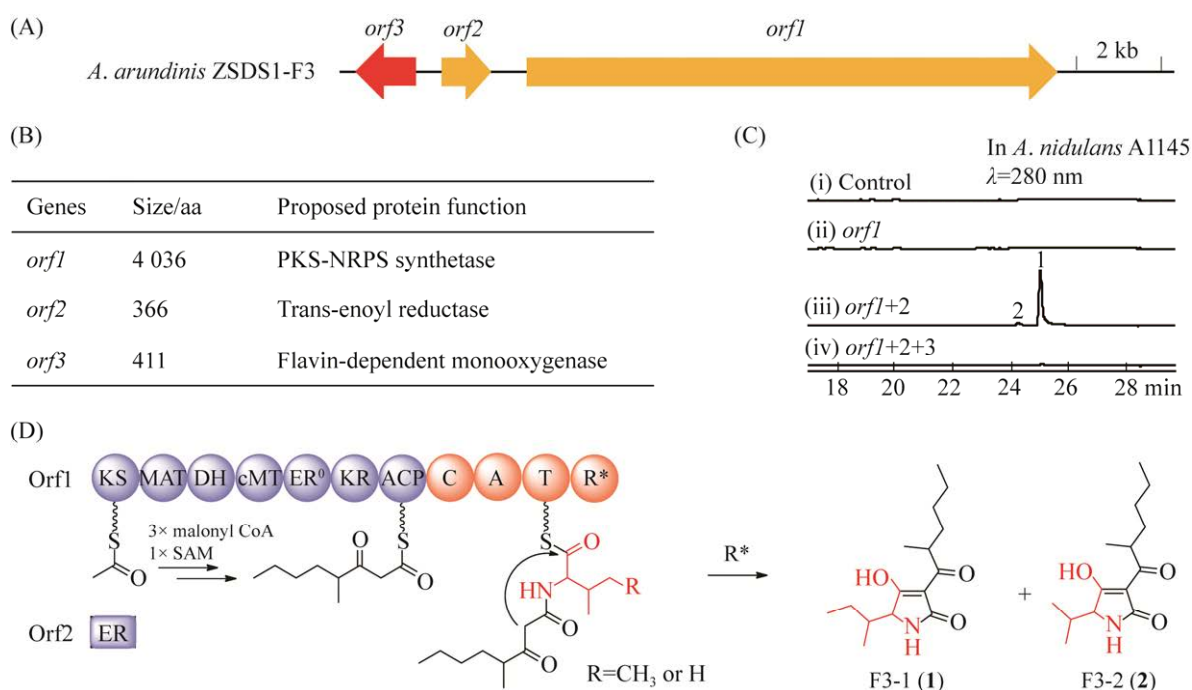 (A)
orf3
orf2
orf1
A. arundinis ZSDS1-F3
2 kb
(B)
Genes Size/aa Proposed protein function
orf1 4 036 PKS-NRPS synthetase
orf2 366 Trans-enoyl reductase
orf3 411 Flavin-dependent monooxygenase
(C)
In A. nidulans A1145
λ=280 nm
(i) Control
(ii) orf1
1
2
(iii) orf1+2
(iv) orf1+2+3
18 20 22 24 26 28 min
(D)
Orf1 KS MAT DH cMT ER⁰ KR ACP C A T R*
S
O
3× malonyl CoA
1× SAM
O O
S
S
O
HN
R
O
O
R=CH₃ or H
Orf2 ER
R*
HO
O
O
N
H
+
HO
O
O
N
H
F3-1 (1) F3-2 (2)